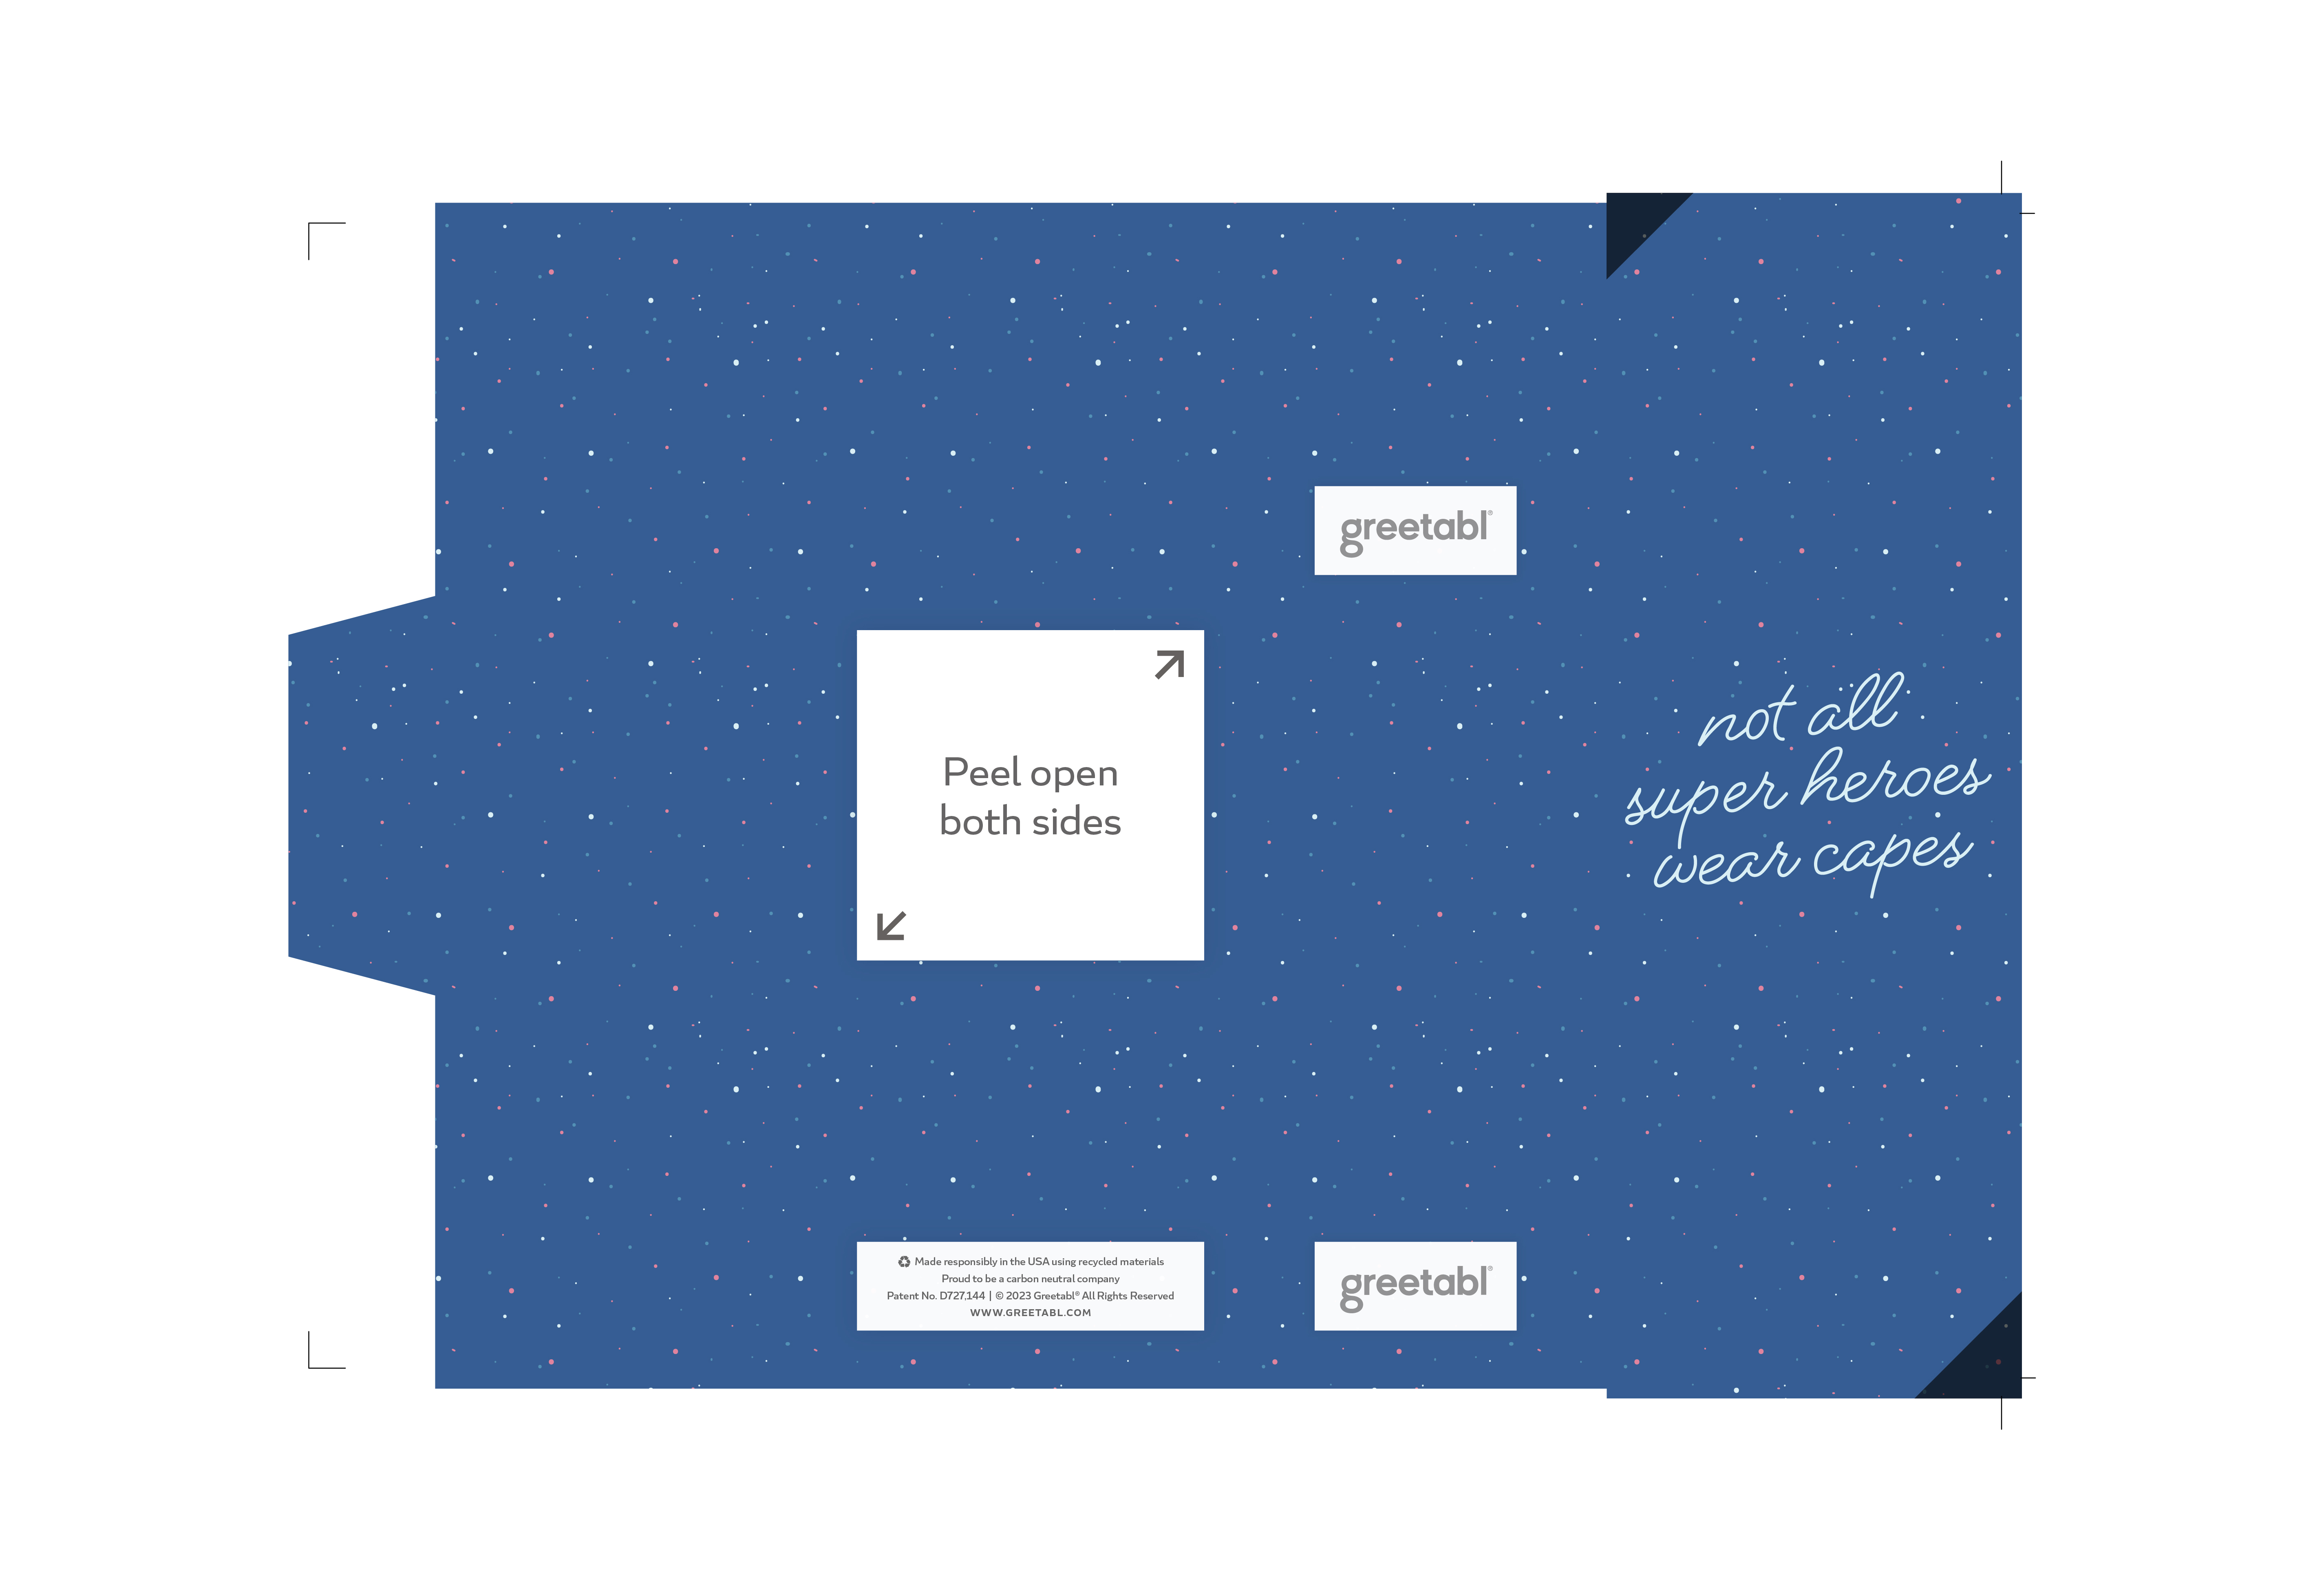 greetabl®
Peel open
both sides
not all
super heroes
wear capes
♻ Made responsibly in the USA using recycled materials
Proud to be a carbon neutral company
Patent No. D727,144 | © 2023 Greetabl® All Rights Reserved
WWW.GREETABL.COM
greetabl®